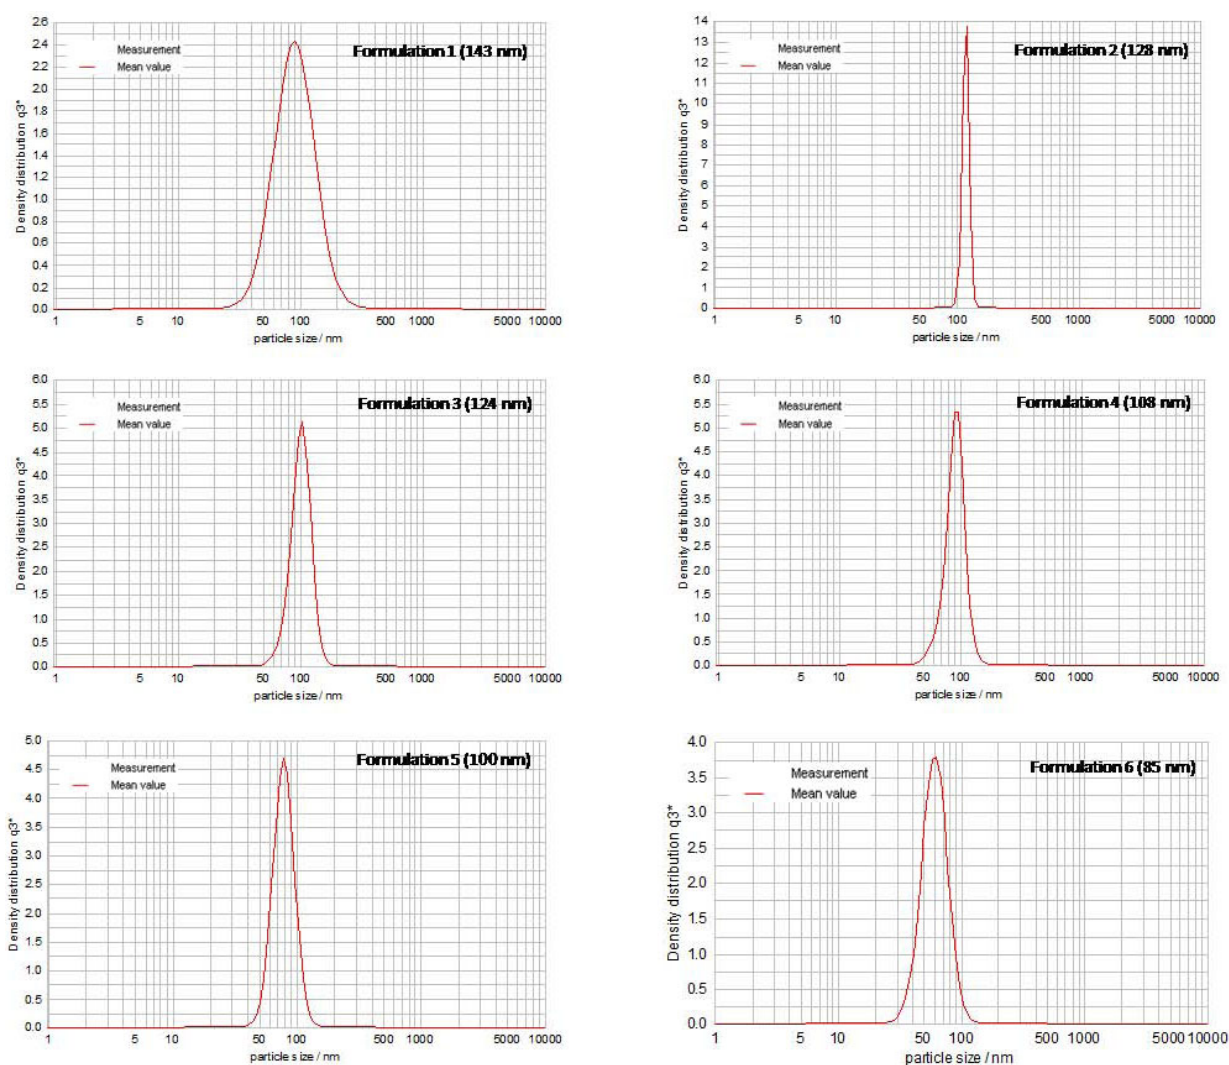 Formulation 1 (143 nm)
Measurement
Mean value
Density distribution q3*
2.6
2.4
2.2
2.0
1.8
1.6
1.4
1.2
1.0
0.8
0.6
0.4
0.2
0.0
1 5 10 50 100 500 1000 5000 10000
particle size / nm
Formulation 2 (128 nm)
Measurement
Mean value
Density distribution q3*
14
13
12
11
10
9
8
7
6
5
4
3
2
1
0
1 5 10 50 100 500 1000 5000 10000
particle size / nm
Formulation 3 (124 nm)
Measurement
Mean value
Density distribution q3*
6.0
5.5
5.0
4.5
4.0
3.5
3.0
2.5
2.0
1.5
1.0
0.5
0.0
1 5 10 50 100 500 1000 5000 10000
particle size / nm
Formulation 4 (108 nm)
Measurement
Mean value
Density distribution q3*
6.0
5.5
5.0
4.5
4.0
3.5
3.0
2.5
2.0
1.5
1.0
0.5
0.0
1 5 10 50 100 500 1000 5000 10000
particle size / nm
Formulation 5 (100 nm)
Measurement
Mean value
Density distribution q3*
5.0
4.5
4.0
3.5
3.0
2.5
2.0
1.5
1.0
0.5
0.0
1 5 10 50 100 500 1000 5000 10000
particle size / nm
Formulation 6 (85 nm)
Measurement
Mean value
Density distribution q3*
4.0
3.5
3.0
2.5
2.0
1.5
1.0
0.5
0.0
1 5 10 50 100 500 1000 5000 10000
particle size / nm